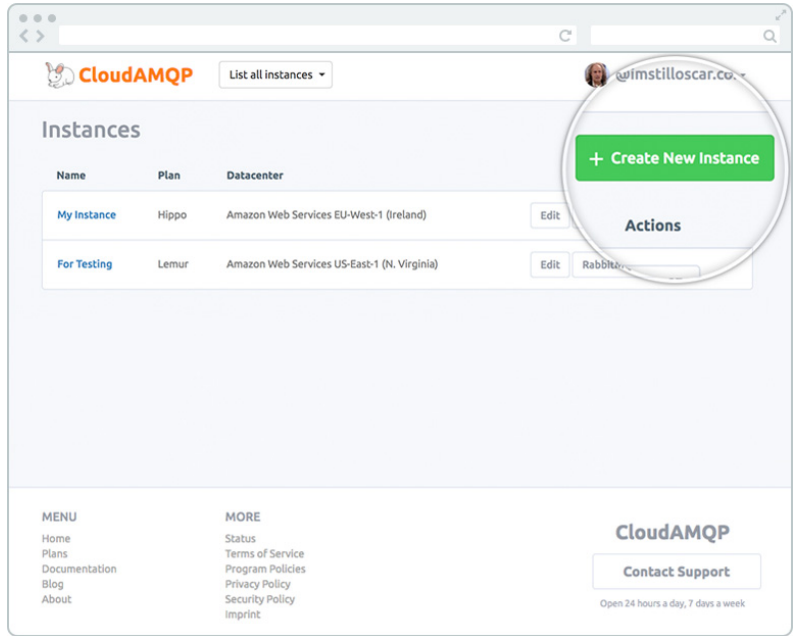 CloudAMQP List all instances @imstilloscar.co
Instances
+ Create New Instance
Name Plan Datacenter Actions
My Instance Hippo Amazon Web Services EU-West-1 (Ireland) Edit
For Testing Lemur Amazon Web Services US-East-1 (N. Virginia) Edit
MENU MORE
CloudAMQP
Home Status
Plans Terms of Service
Documentation Program Policies
Contact Support
Blog Privacy Policy
About Security Policy
Open 24 hours a day, 7 days a week
Imprint